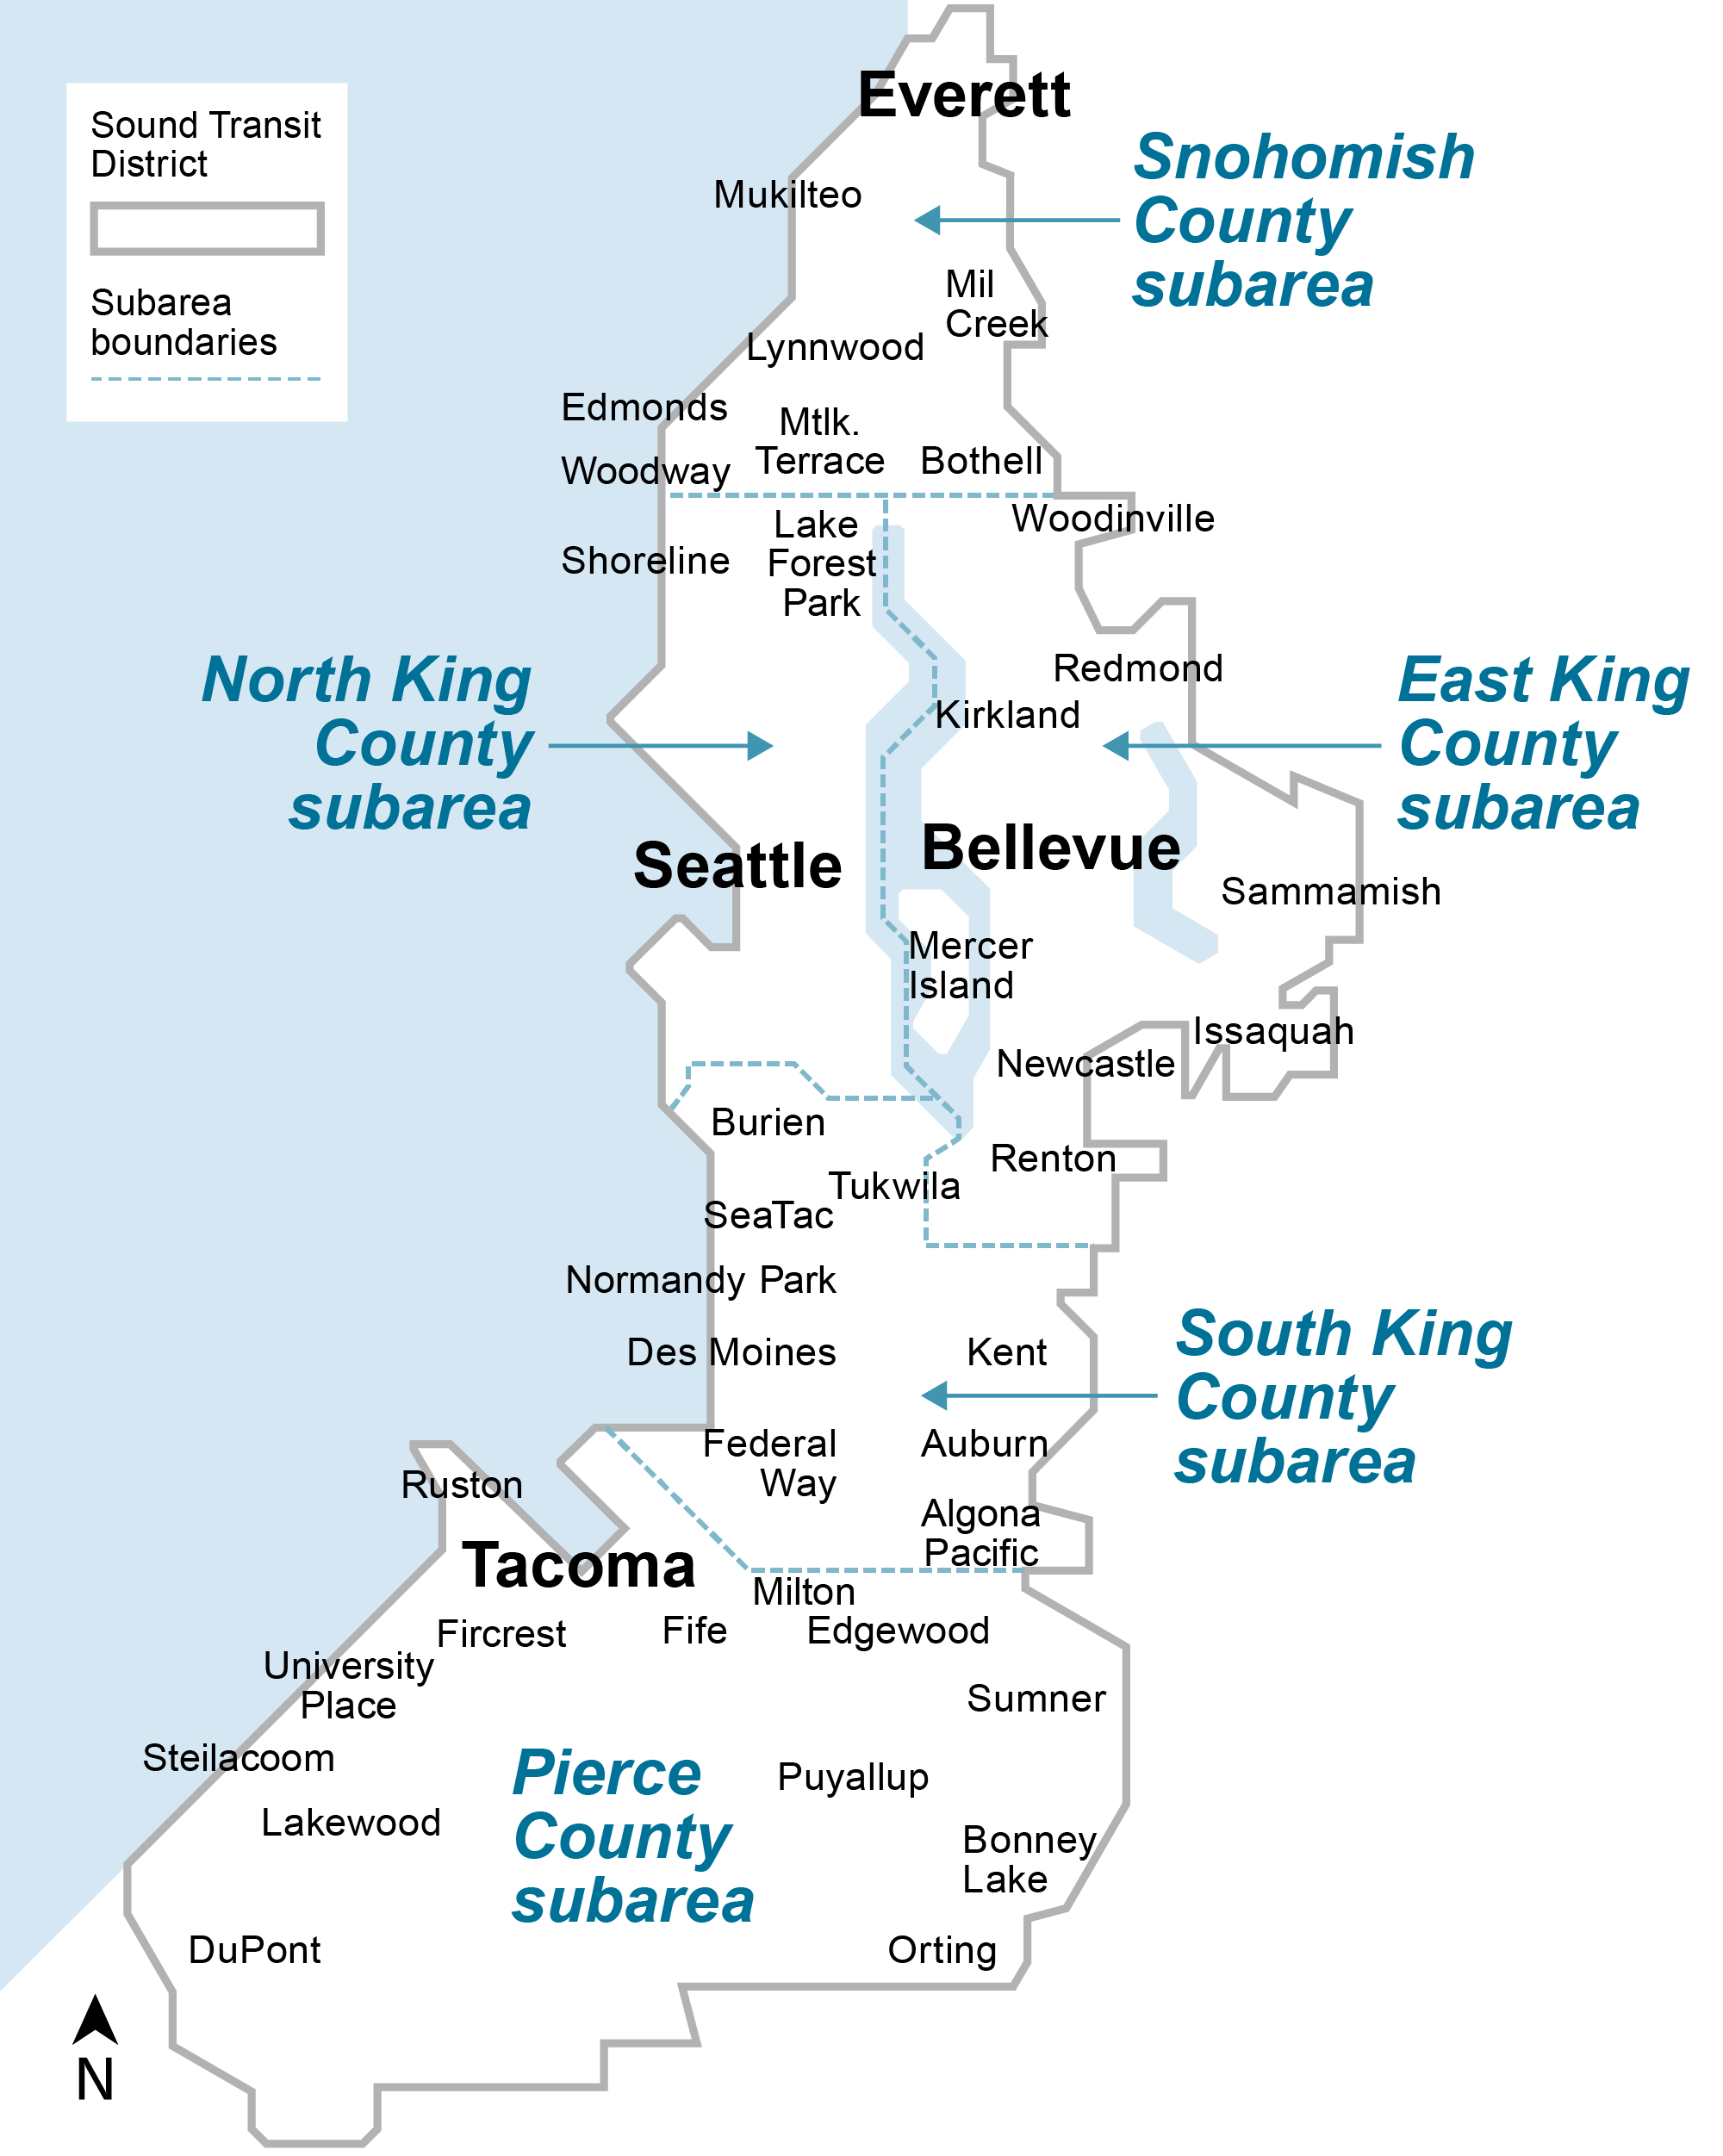 Everett
Sound Transit
District
Snohomish
County
subarea
Mukilteo
Mil
Creek
Subarea
boundaries
Lynnwood
Edmonds
Mtlk.
Terrace
Bothell
Woodway
Woodinville
Lake
Forest
Park
Shoreline
North King
County
subarea
Redmond
Kirkland
East King
County
subarea
Seattle
Bellevue
Sammamish
Mercer
Island
Issaquah
Newcastle
Burien
Renton
Tukwila
SeaTac
Normandy Park
Des Moines
Kent
South King
County
subarea
Federal
Way
Auburn
Ruston
Algona
Pacific
Tacoma
Milton
Fircrest
Fife
Edgewood
University
Place
Sumner
Steilacoom
Pierce
County
subarea
Puyallup
Lakewood
Bonney
Lake
DuPont
Orting
N